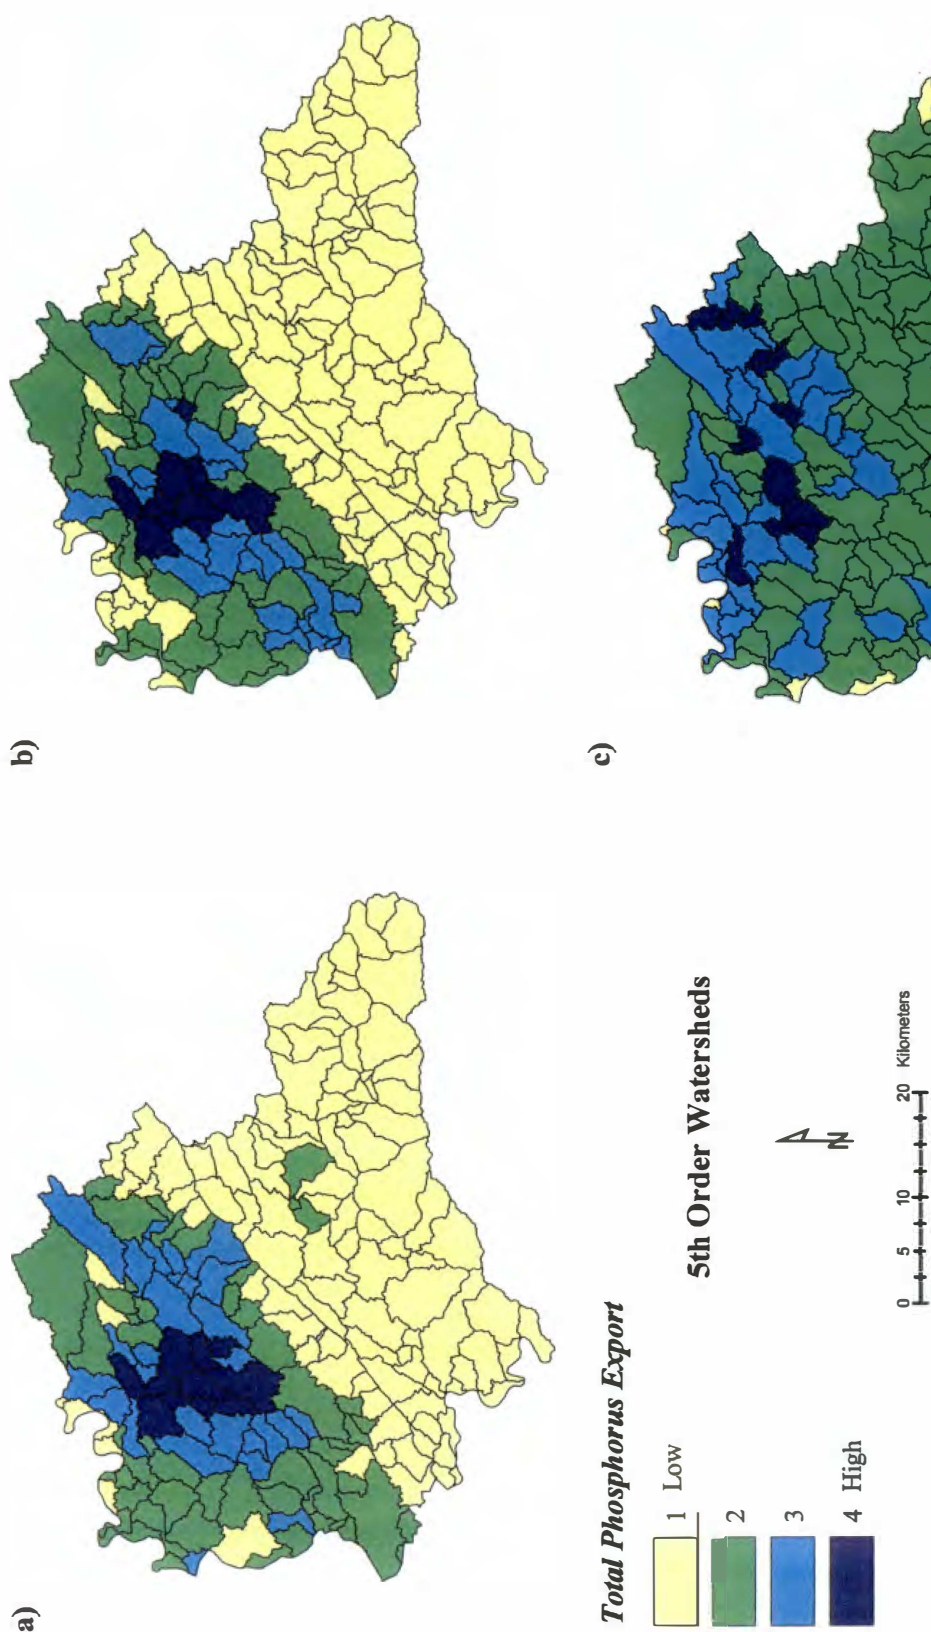 a)
b)
c)
Total Phosphorus Export
1 Low
2
3
4 High
5th Order Watersheds
N
0 5 10 20 Kilometers